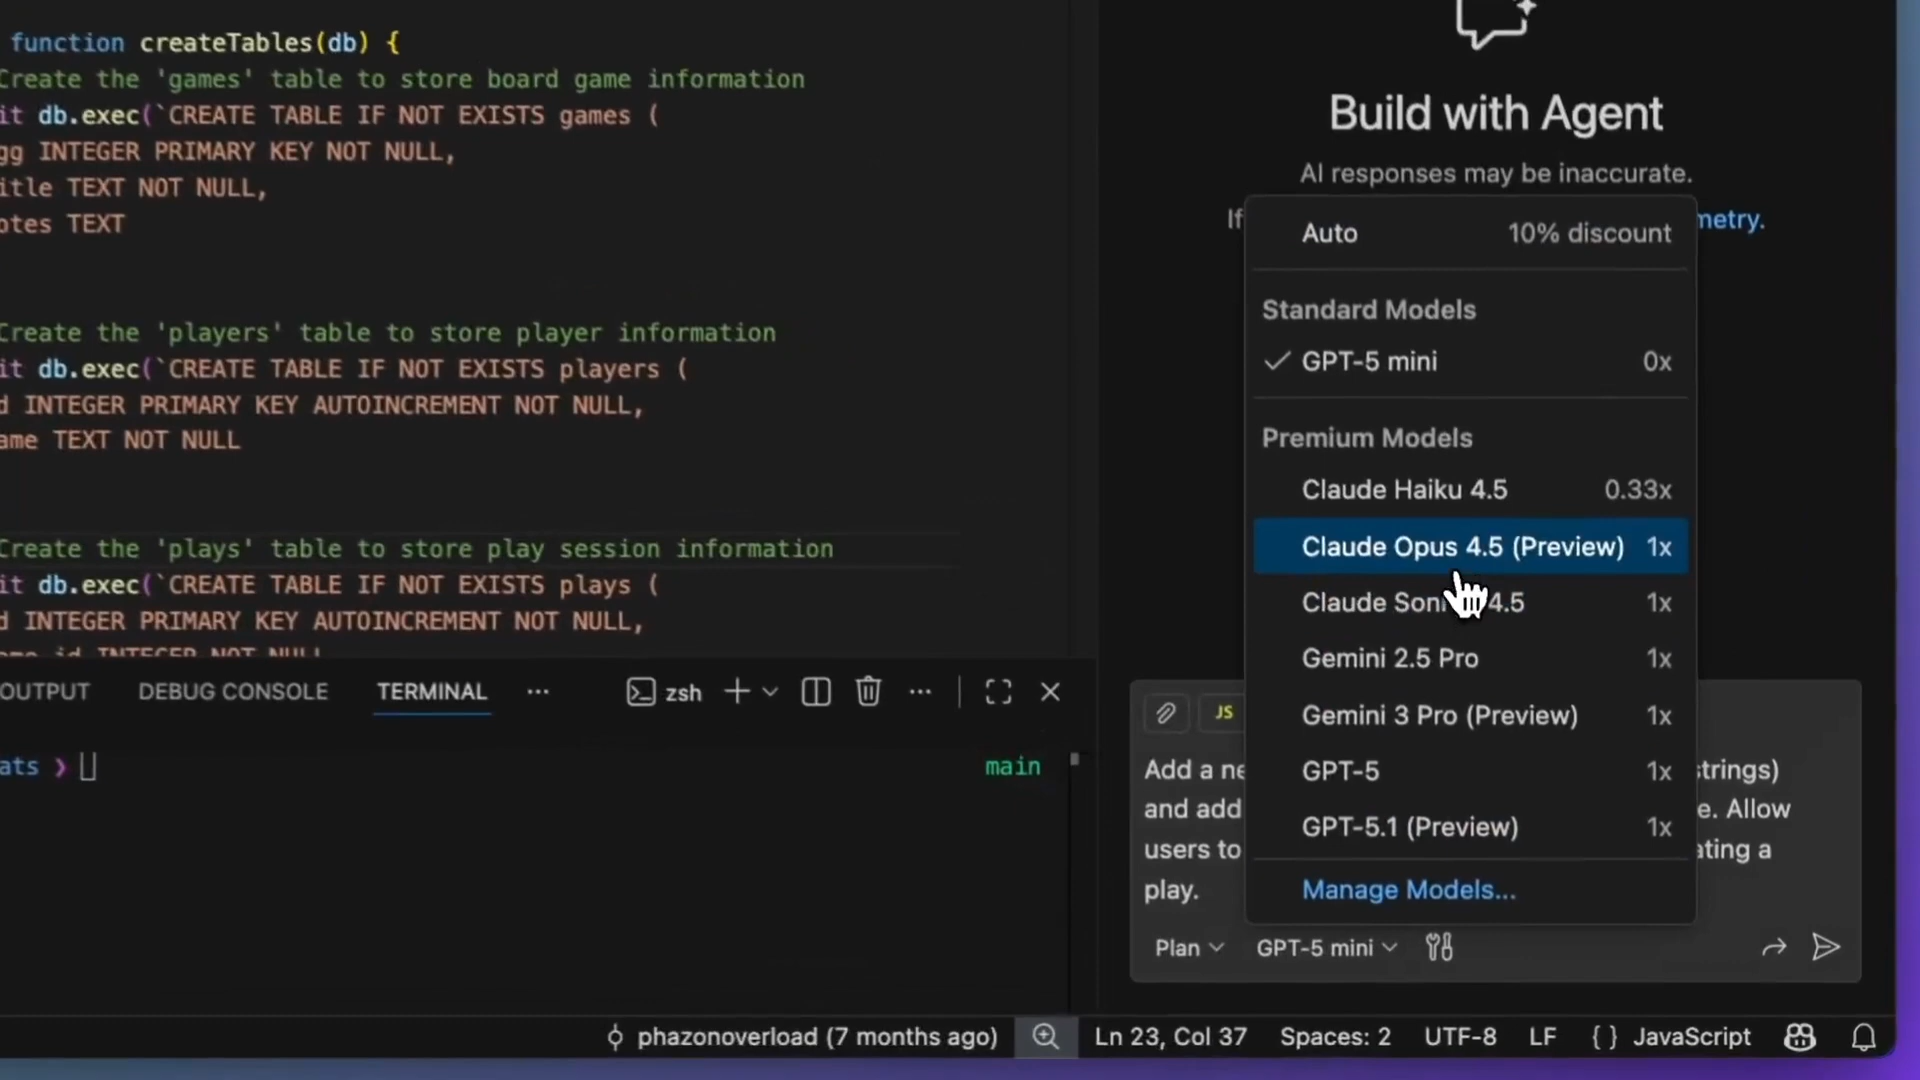 function createTables(db) {
Create the 'games' table to store board game information
it db.exec(`CREATE TABLE IF NOT EXISTS games (
gg INTEGER PRIMARY KEY NOT NULL,
itle TEXT NOT NULL,
otes TEXT
Create the 'players' table to store player information
it db.exec(`CREATE TABLE IF NOT EXISTS players (
d INTEGER PRIMARY KEY AUTOINCREMENT NOT NULL,
ame TEXT NOT NULL
Create the 'plays' table to store play session information
it db.exec(`CREATE TABLE IF NOT EXISTS plays (
d INTEGER PRIMARY KEY AUTOINCREMENT NOT NULL,
INTEGER NOT NULL
OUTPUT DEBUG CONSOLE TERMINAL ··· zsh ···
ats ❯ main
Build with Agent
AI responses may be inaccurate.
If metry.
Auto 10% discount
Standard Models
✓ GPT-5 mini 0x
Premium Models
Claude Haiku 4.5 0.33x
Claude Opus 4.5 (Preview) 1x
Claude Son 4.5 1x
Gemini 2.5 Pro 1x
Gemini 3 Pro (Preview) 1x
GPT-5 1x
GPT-5.1 (Preview) 1x
Manage Models...
JS
Add a ne trings)
and add e. Allow
users to ating a
play.
Plan GPT-5 mini
phazonoverload (7 months ago) Ln 23, Col 37 Spaces: 2 UTF-8 LF { } JavaScript